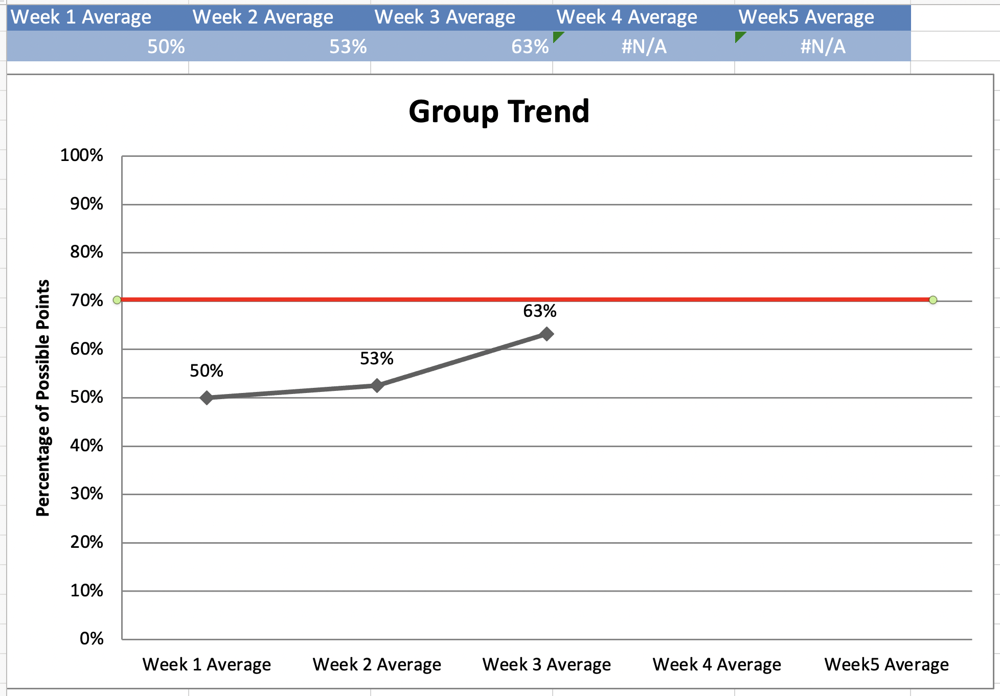 Week 1 Average Week 2 Average Week 3 Average Week 4 Average Week5 Average
50% 53% 63% #N/A #N/A
Group Trend
Percentage of Possible Points
100%
90%
80%
70%
60%
50%
40%
30%
20%
10%
0%
50%
53%
63%
Week 1 Average Week 2 Average Week 3 Average Week 4 Average Week5 Average